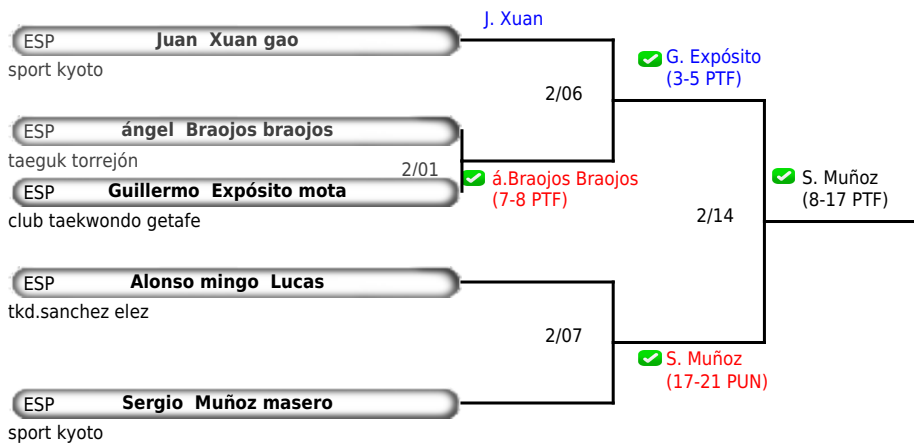 J. Xuan
ESP Juan Xuan gao
sport kyoto
G. Expósito
(3-5 PTF)
2/06
ESP ángel Braojos braojos
taeguk torrejón
2/01
á.Braojos Braojos
(7-8 PTF)
ESP Guillermo Expósito mota
club taekwondo getafe
S. Muñoz
(8-17 PTF)
2/14
ESP Alonso mingo Lucas
tkd.sanchez elez
2/07
S. Muñoz
(17-21 PUN)
ESP Sergio Muñoz masero
sport kyoto